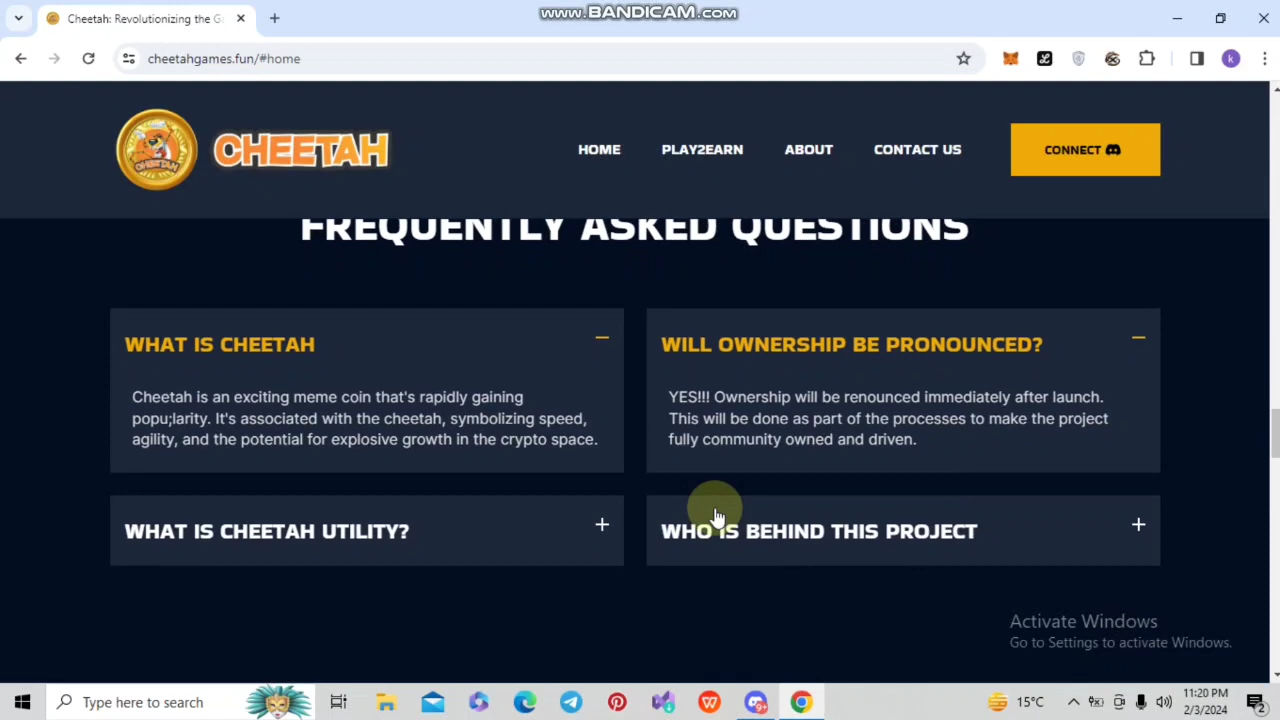 www.BANDICAM.com
Cheetah: Revolutionizing the G
cheetahgames.fun/#home
k
CHEETAH
CHEETAH
HOME
PLAY2EARN
ABOUT
CONTACT US
CONNECT
FREQUENTLY ASKED QUESTIONS
WHAT IS CHEETAH
Cheetah is an exciting meme coin that's rapidly gaining
popu;larity. It's associated with the cheetah, symbolizing speed,
agility, and the potential for explosive growth in the crypto space.
WILL OWNERSHIP BE PRONOUNCED?
YES!!! Ownership will be renounced immediately after launch.
This will be done as part of the processes to make the project
fully community owned and driven.
WHAT IS CHEETAH UTILITY?
WHO IS BEHIND THIS PROJECT
Activate Windows
Go to Settings to activate Windows.
Type here to search
9+
15°C
11:20 PM
2/3/2024
2